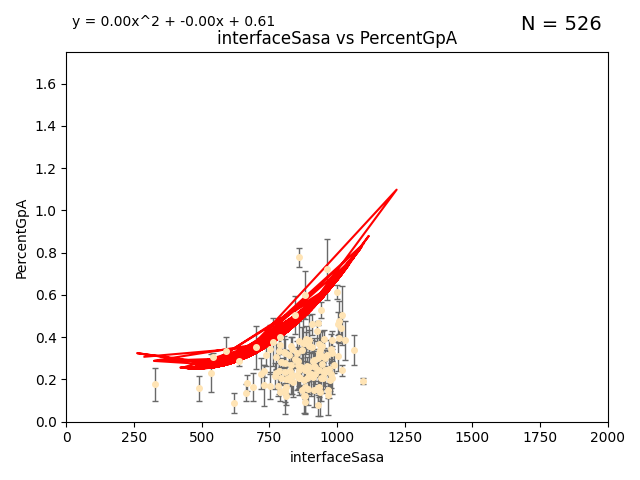 y = 0.00x^2 + -0.00x + 0.61
N = 526
interfaceSasa vs PercentGpA
1.6
1.4
1.2
1.0
0.8
0.6
0.4
0.2
0.0
PercentGpA
0 250 500 750 1000 1250 1500 1750 2000
interfaceSasa